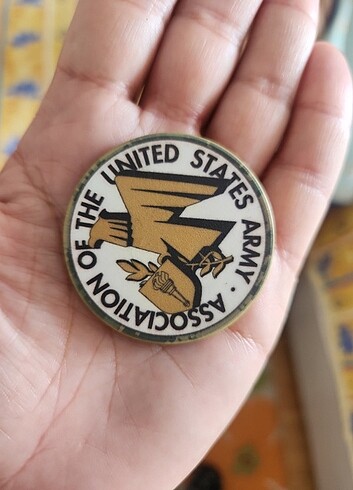 ASSOCIATION OF THE UNITED STATES ARMY ·